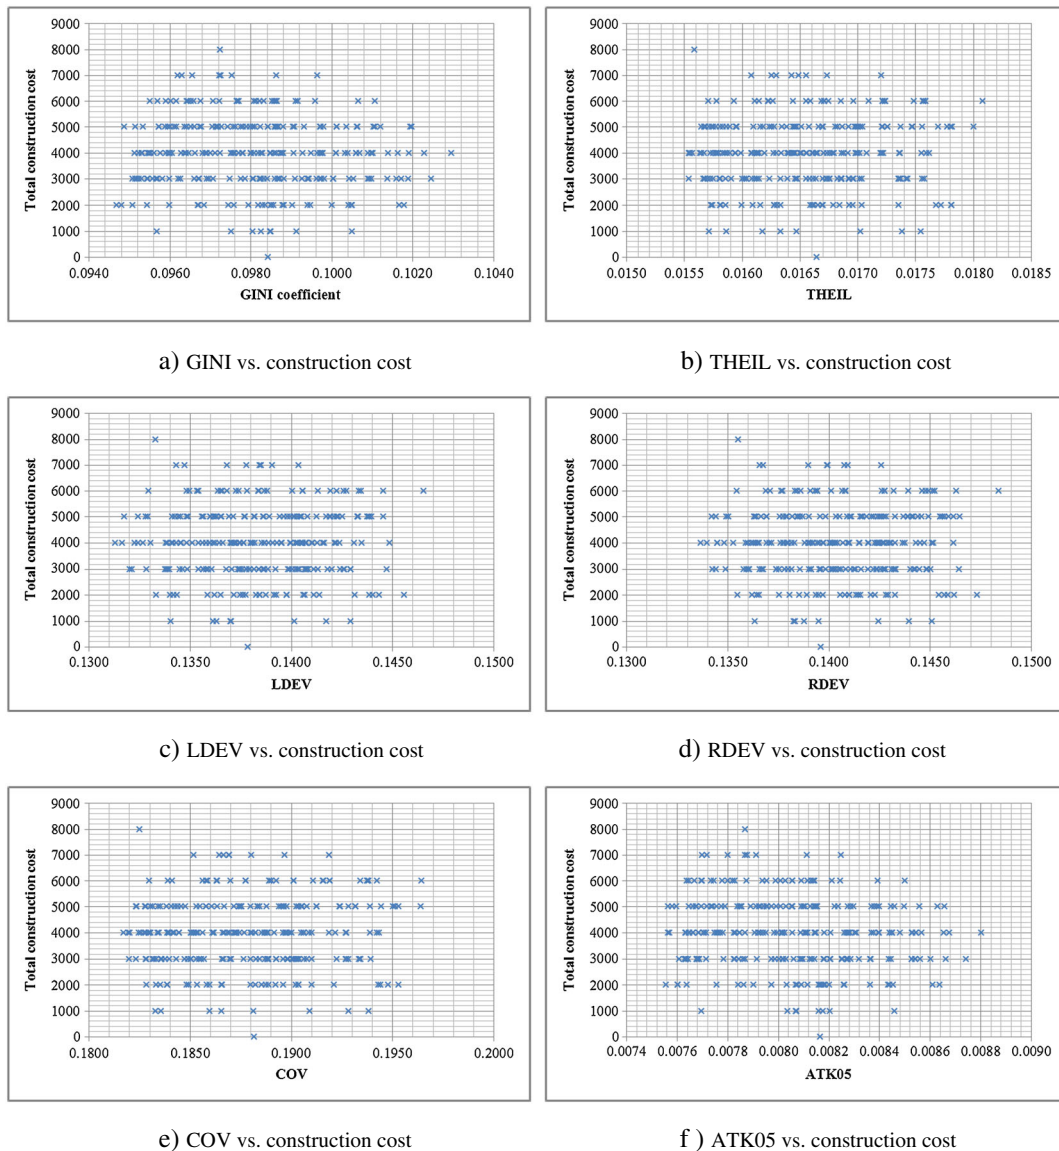 9000
8000
7000
6000
5000
4000
3000
2000
1000
0
Total construction cost
0.0940 0.0960 0.0980 0.1000 0.1020 0.1040
GINI coefficient
a) GINI vs. construction cost
9000
8000
7000
6000
5000
4000
3000
2000
1000
0
Total construction cost
0.0150 0.0155 0.0160 0.0165 0.0170 0.0175 0.0180 0.0185
THEIL
b) THEIL vs. construction cost
9000
8000
7000
6000
5000
4000
3000
2000
1000
0
Total construction cost
0.1300 0.1350 0.1400 0.1450 0.1500
LDEV
c) LDEV vs. construction cost
9000
8000
7000
6000
5000
4000
3000
2000
1000
0
Total construction cost
0.1300 0.1350 0.1400 0.1450 0.1500
RDEV
d) RDEV vs. construction cost
9000
8000
7000
6000
5000
4000
3000
2000
1000
0
Total construction cost
0.1800 0.1850 0.1900 0.1950 0.2000
COV
e) COV vs. construction cost
9000
8000
7000
6000
5000
4000
3000
2000
1000
0
Total construction cost
0.0074 0.0076 0.0078 0.0080 0.0082 0.0084 0.0086 0.0088 0.0090
ATK05
f ) ATK05 vs. construction cost